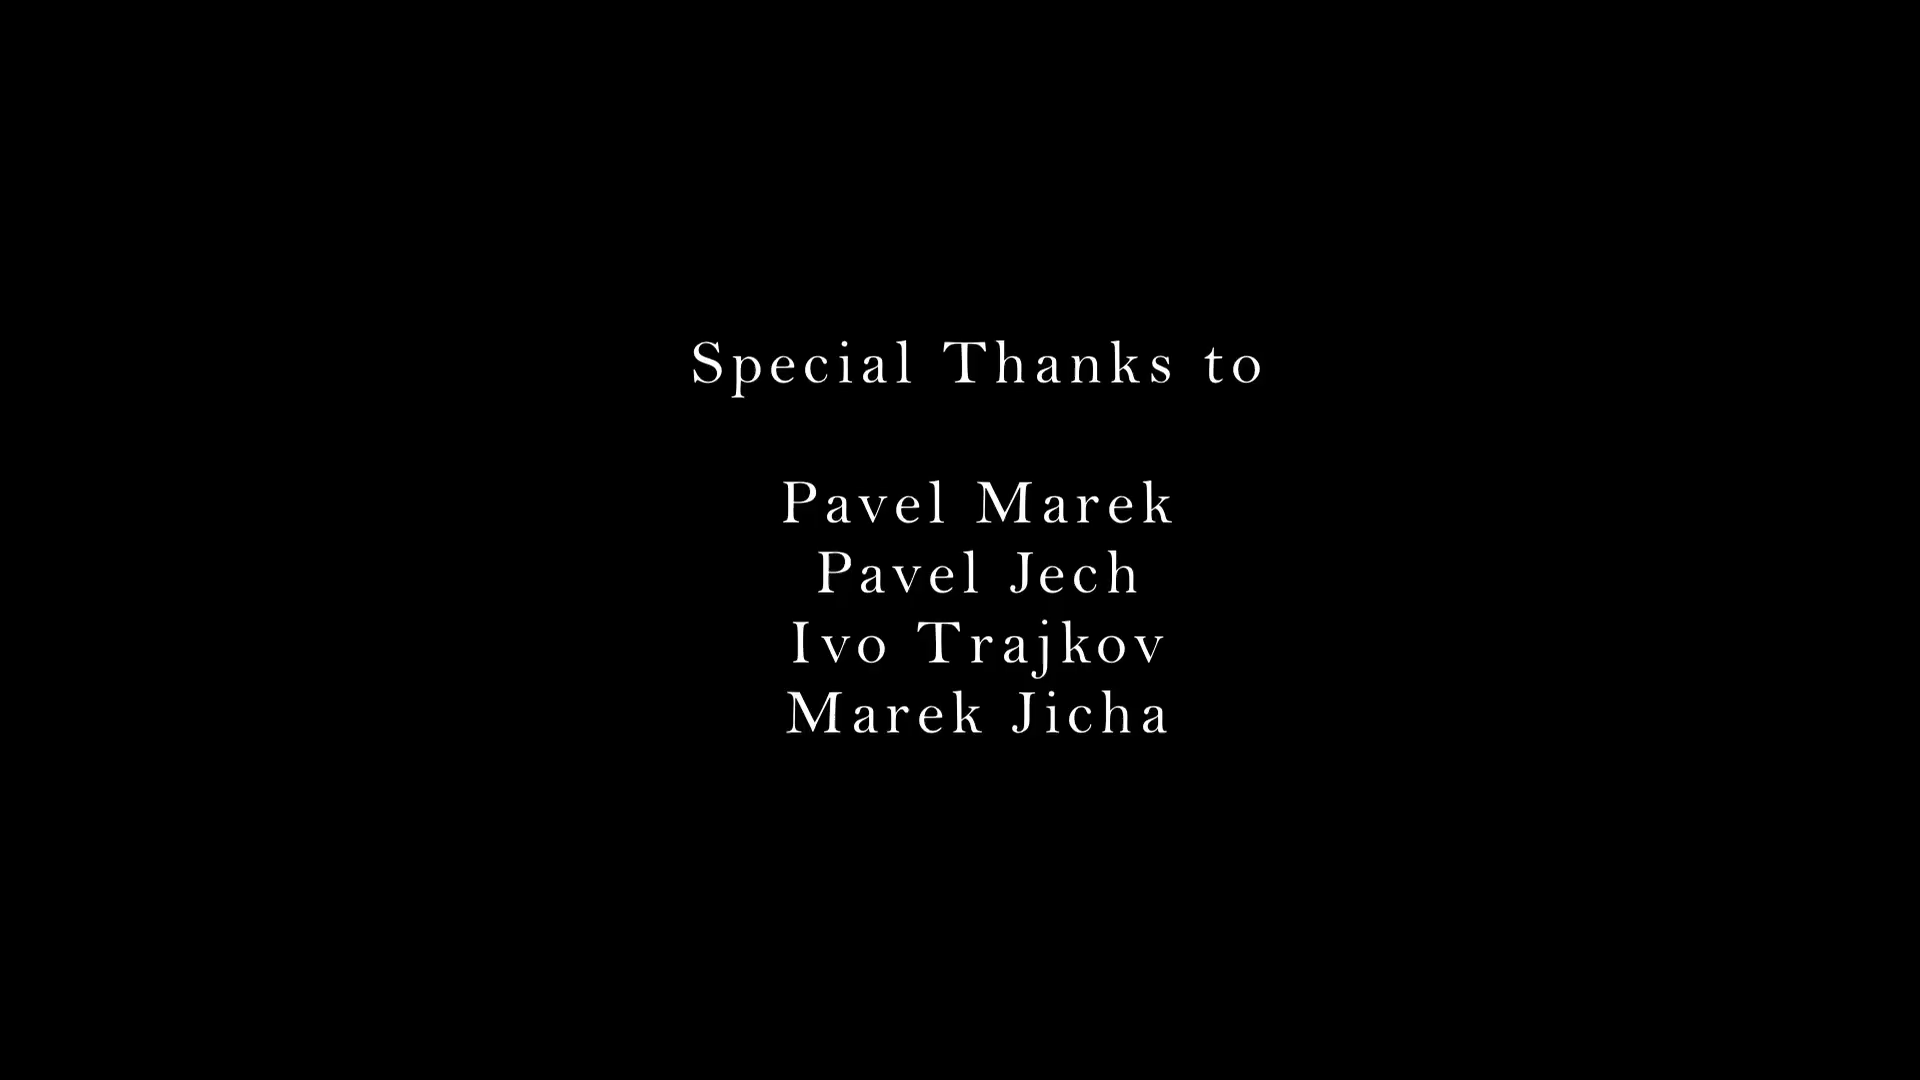 Special Thanks to
Pavel Marek
Pavel Jech
Ivo Trajkov
Marek Jicha